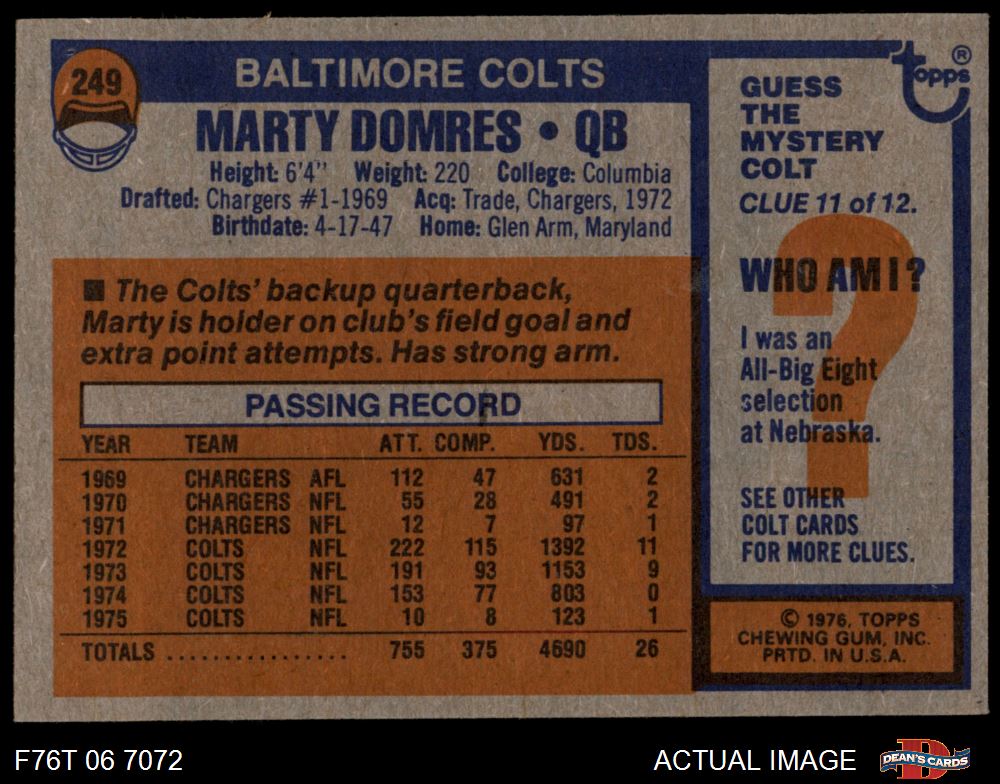 249
BALTIMORE COLTS
MARTY DOMRES • QB
Height: 6'4" Weight: 220 College: Columbia
Drafted: Chargers #1-1969 Acq: Trade, Chargers, 1972
Birthdate: 4-17-47 Home: Glen Arm, Maryland
■ The Colts' backup quarterback,
Marty is holder on club's field goal and
extra point attempts. Has strong arm.
PASSING RECORD
YEAR TEAM ATT. COMP. YDS. TDS.
1969 CHARGERS AFL 112 47 631 2
1970 CHARGERS NFL 55 28 491 2
1971 CHARGERS NFL 12 7 97 1
1972 COLTS NFL 222 115 1392 11
1973 COLTS NFL 191 93 1153 9
1974 COLTS NFL 153 77 803 0
1975 COLTS NFL 10 8 123 1
TOTALS ................ 755 375 4690 26
topps®
GUESS
THE
MYSTERY
COLT
CLUE 11 of 12.
?
WHO AM I?
I was an
All-Big Eight
selection
at Nebraska.
SEE OTHER
COLT CARDS
FOR MORE CLUES.
© 1976, TOPPS
CHEWING GUM, INC.
PRTD. IN U.S.A.
F76T 06 7072
ACTUAL IMAGE
D
DEAN'S CARDS